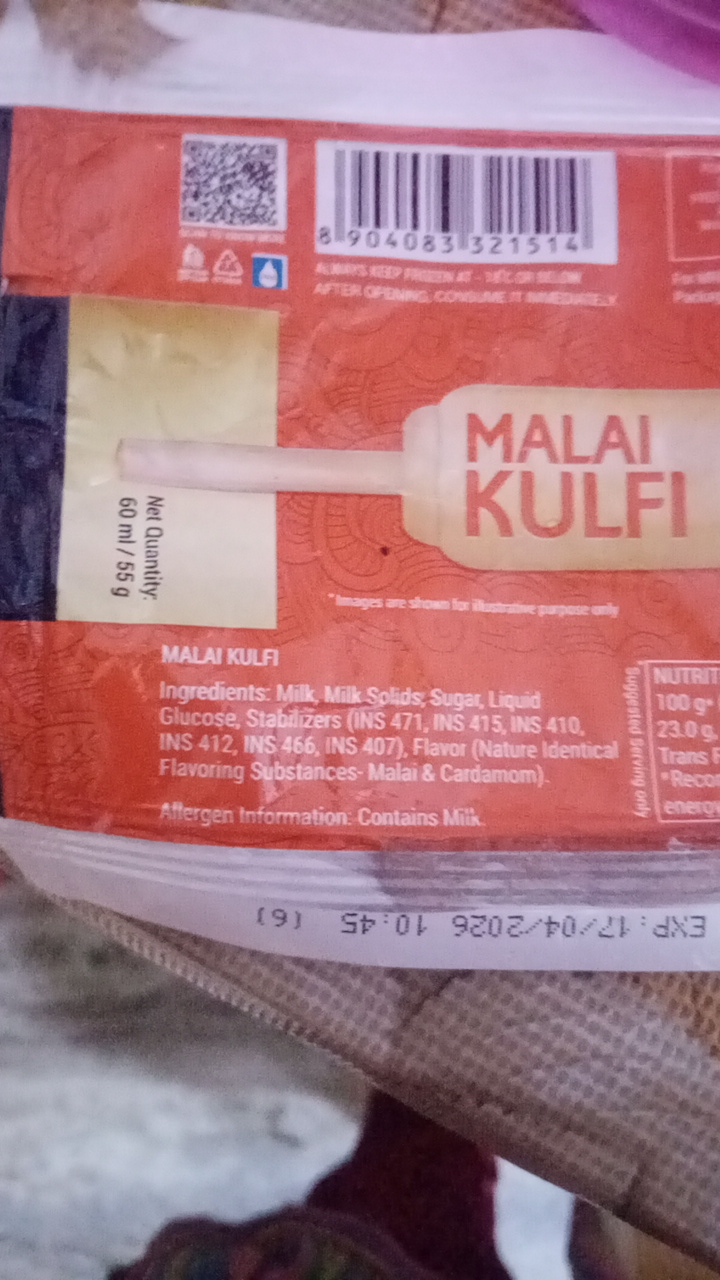 8 904083 321514
ALWAYS KEEP FROZEN AT - 18°C OR BELOW
AFTER OPENING, CONSUME IT IMMEDIATELY
MALAI
KULFI
Net Quantity:
60 ml / 55 g
*Images are shown for illustrative purpose only
MALAI KULFI
Ingredients: Milk, Milk Solids, Sugar, Liquid
Glucose, Stabilizers (INS 471, INS 415, INS 410,
INS 412, INS 466, INS 407), Flavor (Nature Identical
Flavoring Substances- Malai & Cardamom).
Allergen Information: Contains Milk.
Suggested Serving only
100 g
23.0 g,
Trans
EXP:17/04/2026 10:45 (6)